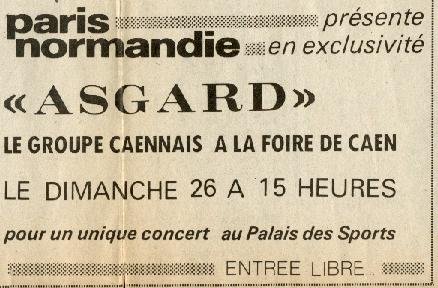 paris présente
normandie en exclusivité
«ASGARD»
LE GROUPE CAENNAIS A LA FOIRE DE CAEN
LE DIMANCHE 26 A 15 HEURES
pour un unique concert au Palais des Sports
ENTREE LIBRE..